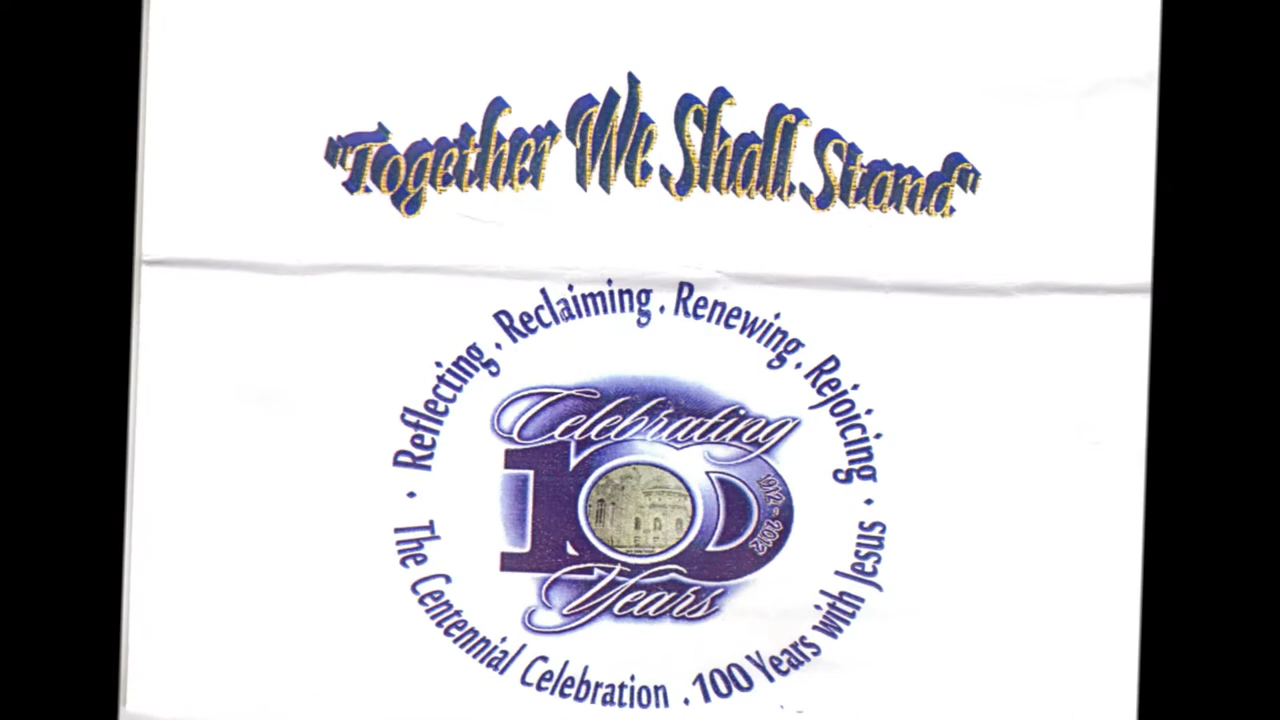 "Together We Shall Stand"
· Reflecting . Reclaiming . Renewing . Rejoicing ·
Celebrating
100
1912 - 2012
Years
The Centennial Celebration . 100 Years with Jesus